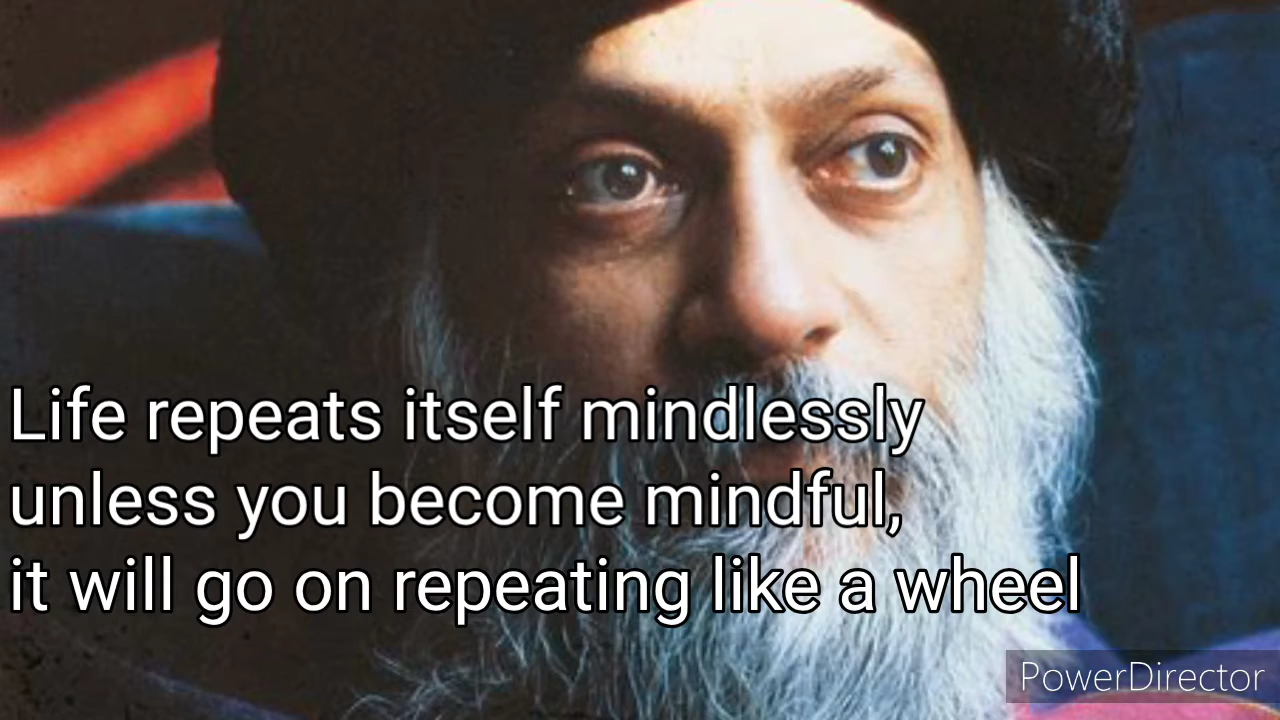 Life repeats itself mindlessly
unless you become mindful,
it will go on repeating like a wheel
PowerDirector